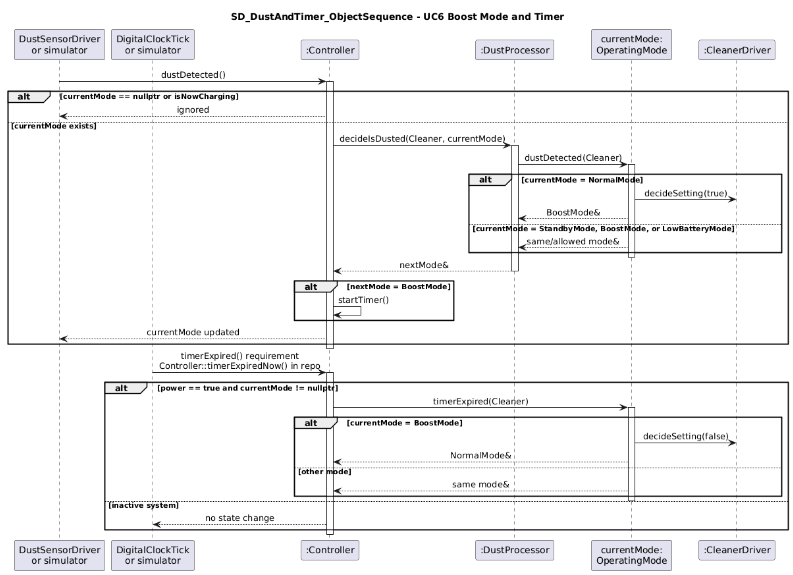 SD_DustAndTimer_ObjectSequence - UC6 Boost Mode and Timer
DustSensorDriver
or simulator
DigitalClockTick
or simulator
:Controller
:DustProcessor
currentMode:
OperatingMode
:CleanerDriver
dustDetected()
alt
[currentMode == nullptr or isNowCharging]
ignored
[currentMode exists]
decideIsDusted(Cleaner, currentMode)
dustDetected(Cleaner)
alt
[currentMode = NormalMode]
decideSetting(true)
BoostMode&
[currentMode = StandbyMode, BoostMode, or LowBatteryMode]
same/allowed mode&
nextMode&
alt
[nextMode = BoostMode]
startTimer()
currentMode updated
timerExpired() requirement
Controller::timerExpiredNow() in repo
alt
[power == true and currentMode != nullptr]
timerExpired(Cleaner)
alt
[currentMode = BoostMode]
decideSetting(false)
NormalMode&
[other mode]
same mode&
[inactive system]
no state change
DustSensorDriver
or simulator
DigitalClockTick
or simulator
:Controller
:DustProcessor
currentMode:
OperatingMode
:CleanerDriver